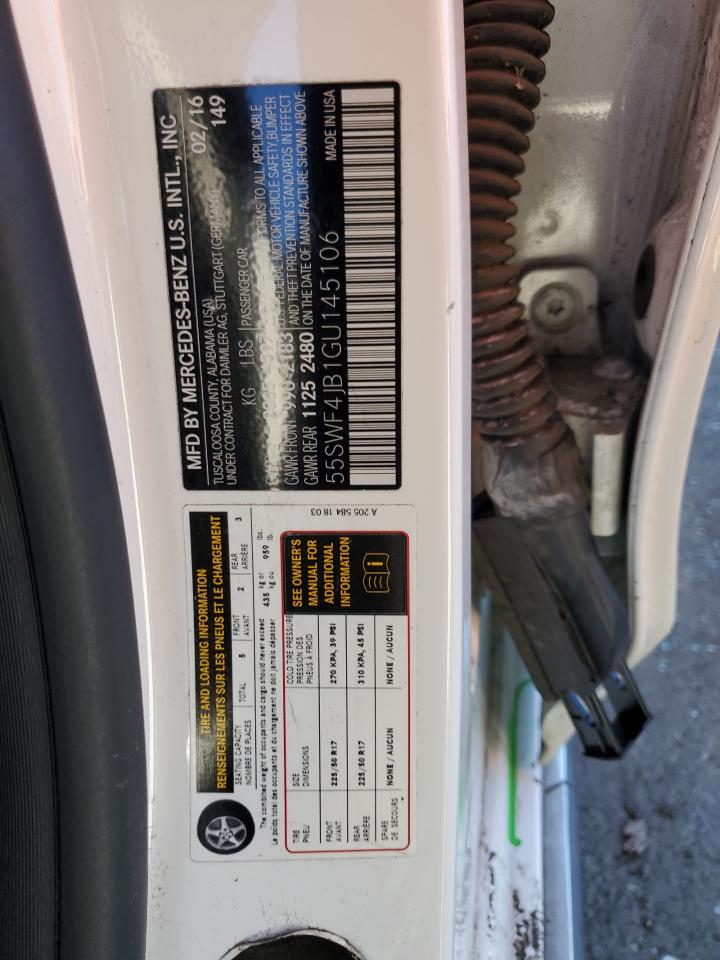 MFD BY MERCEDES-BENZ U.S. INTL., INC
TUSCALOOSA COUNTY, ALABAMA (USA) 02/16
UNDER CONTRACT FOR DAIMLER AG, STUTTGART (GERMANY) 149
KG LBS PASSENGER CAR
FORMS TO ALL APPLICABLE
GAWR FRONT 990 2183 FEDERAL MOTOR VEHICLE SAFETY,BUMPER
AND THEFT PREVENTION STANDARDS IN EFFECT
GAWR REAR 1125 2480 ON THE DATE OF MANUFACTURE SHOWN ABOVE
55SWF4JB1GU145106 MADE IN USA
TIRE AND LOADING INFORMATION
RENSEIGNEMENTS SUR LES PNEUS ET LE CHARGEMENT
SEATING CAPACITY TOTAL 5 FRONT 2 REAR 3
NOMBRE DE PLACES AVANT ARRIÈRE
The combined weight of occupants and cargo should never exceed 435 kg or 959 lbs.
Le poids total des occupants et du chargement ne doit jamais dépasser kg ou lb.
TIRE SIZE COLD TIRE PRESSURE
PNEU DIMENSIONS PRESSION DES
PNEUS À FROID
FRONT 225/50 R17 270 KPA, 39 PSI
AVANT
REAR 225/50 R17 310 KPA, 45 PSI
ARRIÈRE
SPARE NONE / AUCUN NONE / AUCUN
DE SECOURS
SEE OWNER'S
MANUAL FOR
ADDITIONAL
INFORMATION
i
A 205 584 18 03